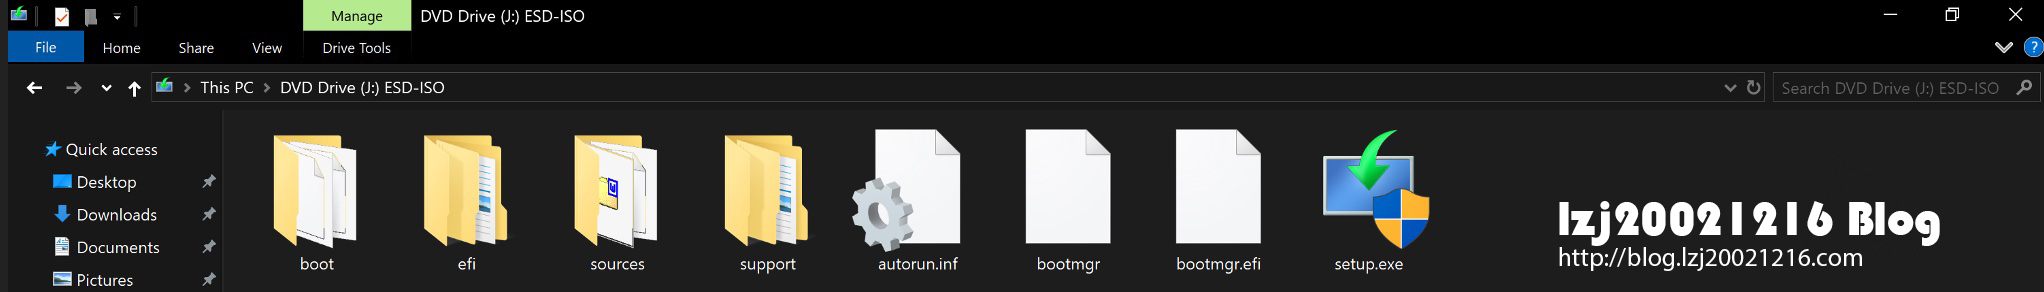 Manage
DVD Drive (J:) ESD-ISO
File
Home
Share
View
Drive Tools
?
This PC > DVD Drive (J:) ESD-ISO
Search DVD Drive (J:) ESD-ISO
Quick access
Desktop
Downloads
Documents
Pictures
boot
efi
sources
support
autorun.inf
bootmgr
bootmgr.efi
setup.exe
lzj20021216 Blog
http://blog.lzj20021216.com